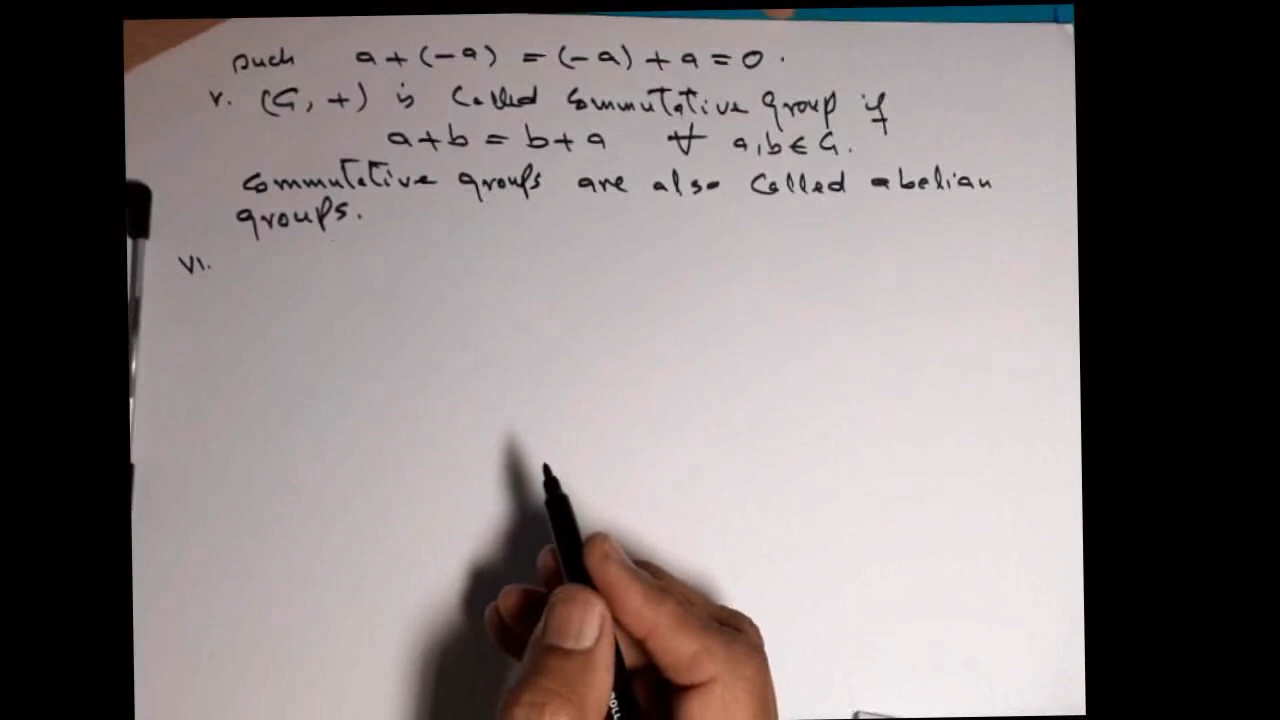 such a + (-a) = (-a) + a = 0.
v. (G, +) is called commutative group if
a + b = b + a ∀ a, b ∈ G.
commutative groups are also called abelian
groups.
VI.